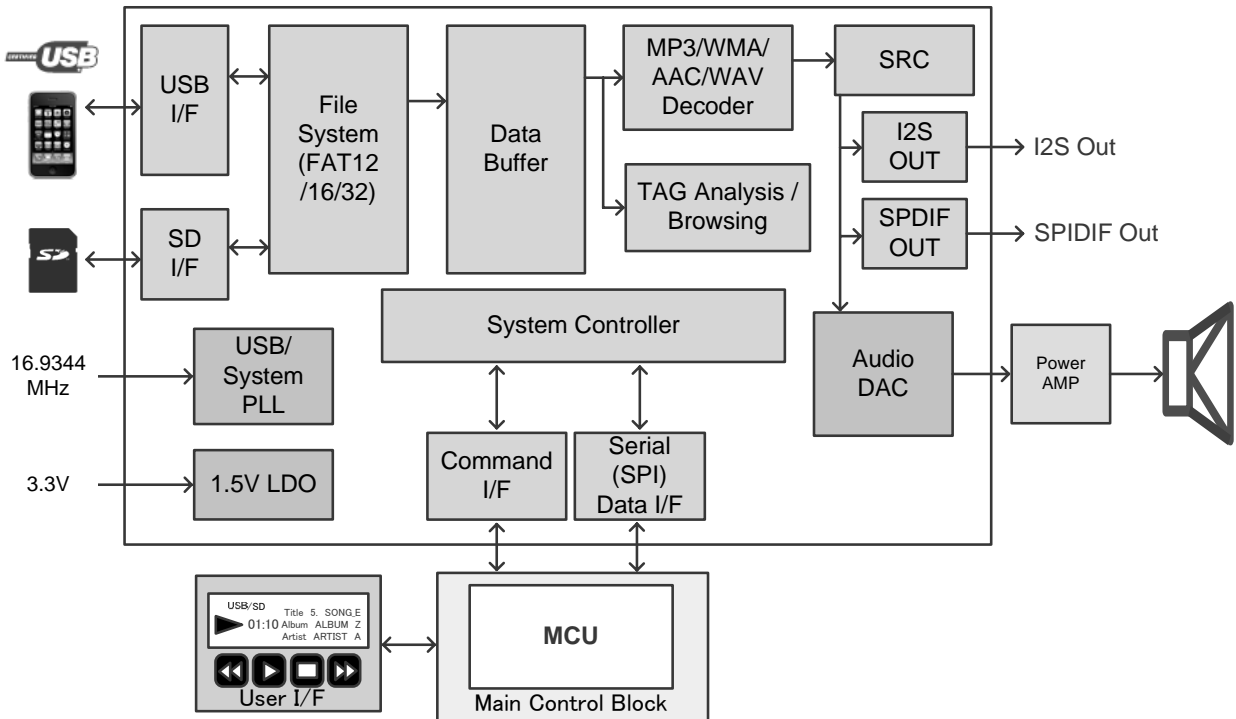 CERTIFIED USB
USB
I/F
File
System
(FAT12
/16/32)
Data
Buffer
MP3/WMA/
AAC/WAV
Decoder
SRC
I2S
OUT
I2S Out
TAG Analysis /
Browsing
SPDIF
OUT
SPIDIF Out
SD
SD
I/F
System Controller
16.9344
MHz
USB/
System
PLL
Audio
DAC
Power
AMP
3.3V
1.5V LDO
Command
I/F
Serial
(SPI)
Data I/F
USB/SD
Title 5. SONG_E
01:10 Album ALBUM Z
Artist ARTIST A
User I/F
MCU
Main Control Block